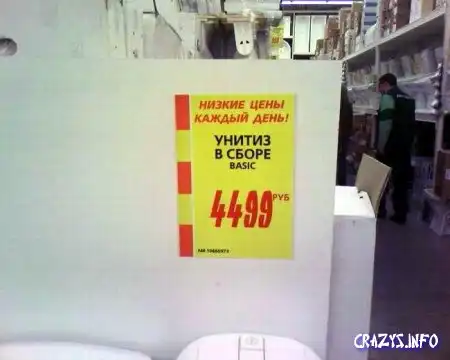 НИЗКИЕ ЦЕНЫ
КАЖДЫЙ ДЕНЬ!
УНИТИЗ
В СБОРЕ
BASIC
4499 РУБ
CRAZYS.INFO